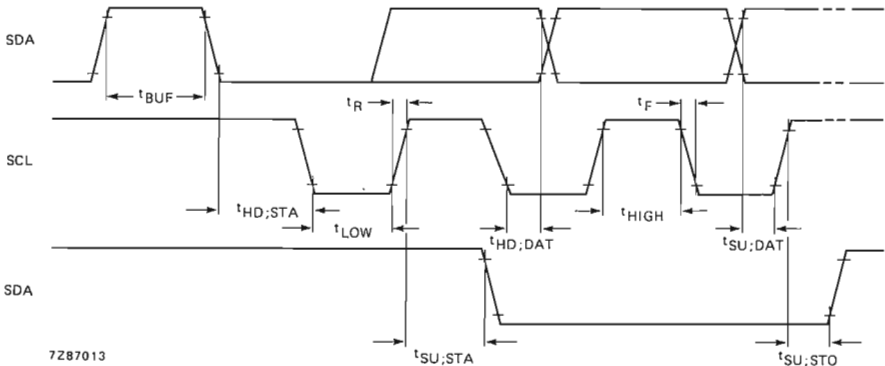 SDA
tBUF
tR
tF
SCL
tHD;STA
tLOW
tHD;DAT
tHIGH
tSU;DAT
SDA
7Z87013
tSU;STA
tSU;STO